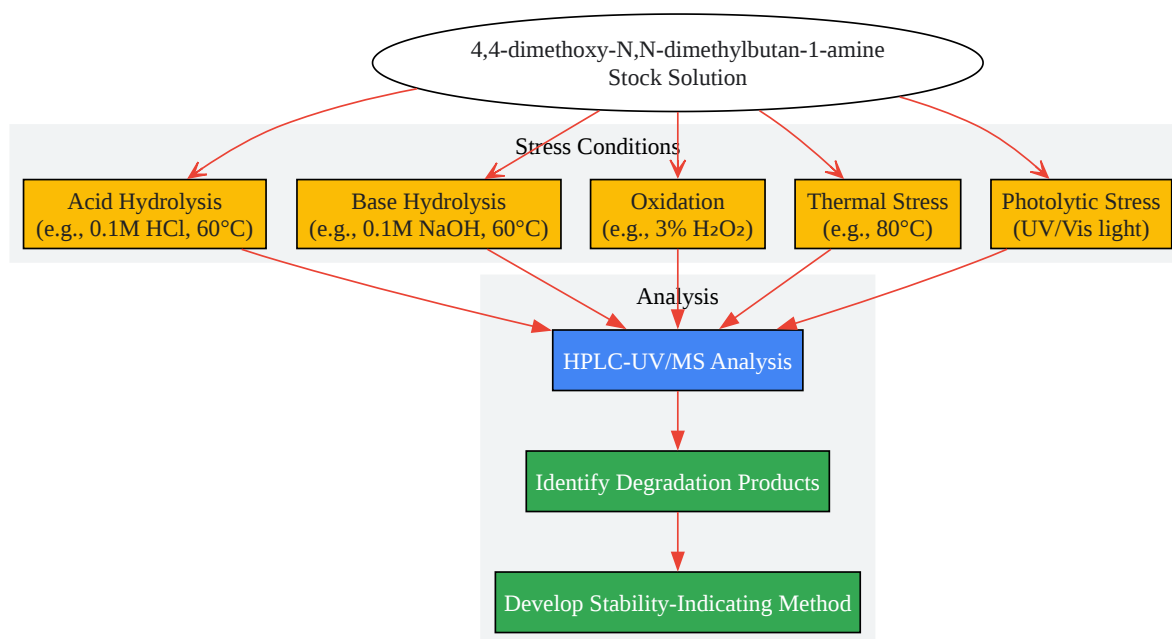 4,4-dimethoxy-N,N-dimethylbutan-1-amine
Stock Solution
Stress Conditions
Acid Hydrolysis
(e.g., 0.1M HCl, 60°C)
Base Hydrolysis
(e.g., 0.1M NaOH, 60°C)
Oxidation
(e.g., 3% H₂O₂)
Thermal Stress
(e.g., 80°C)
Photolytic Stress
(UV/Vis light)
Analysis
HPLC-UV/MS Analysis
Identify Degradation Products
Develop Stability-Indicating Method